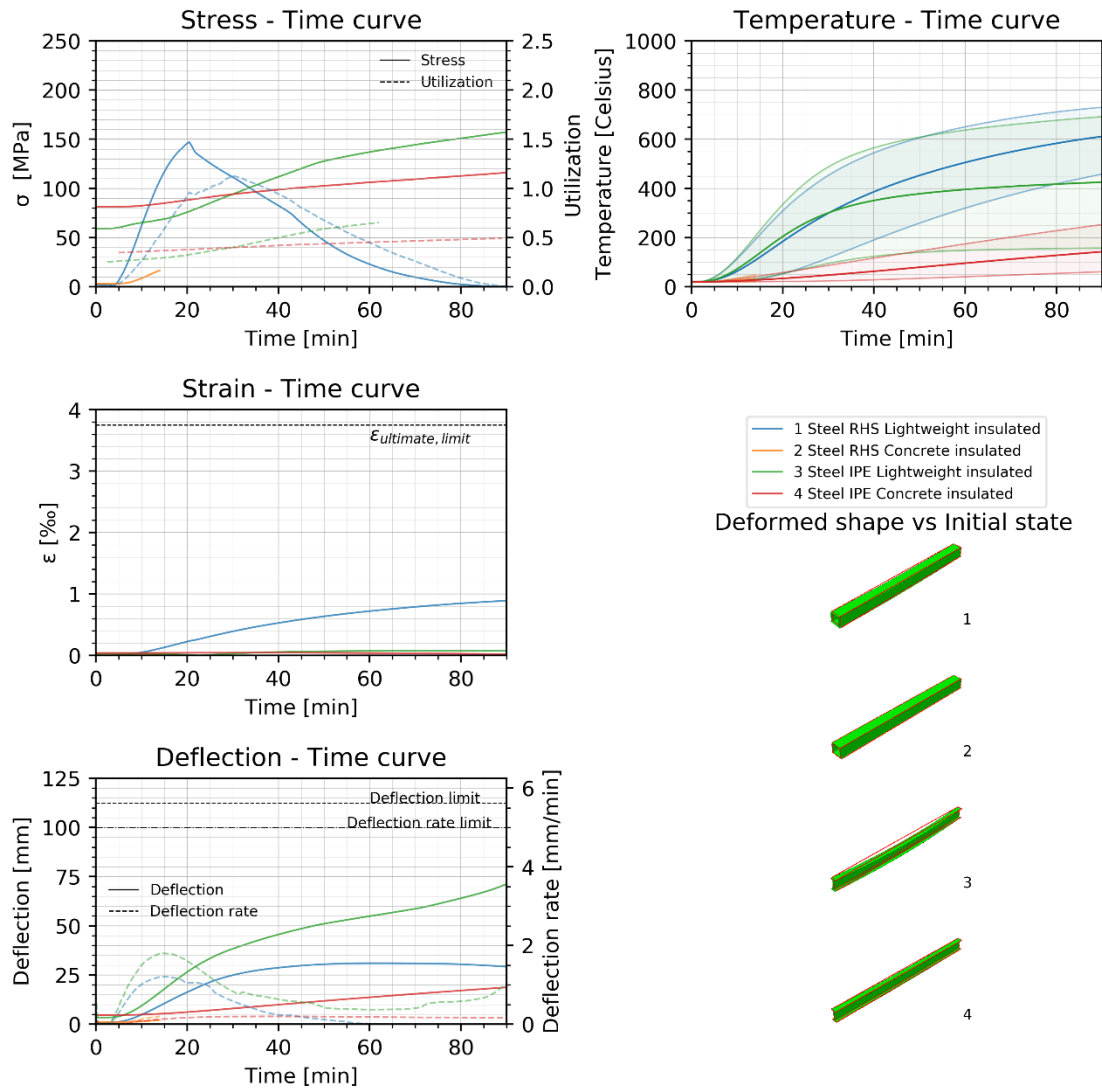 Stress - Time curve
250
200
150
100
50
0
σ [MPa]
Stress
Utilization
2.5
2.0
1.5
1.0
0.5
0.0
Utilization
0 20 40 60 80
Time [min]
Temperature - Time curve
1000
800
600
400
200
0
Temperature [Celsius]
0 20 40 60 80
Time [min]
Strain - Time curve
4
3
2
1
0
ε [‰]
εultimate, limit
0 20 40 60 80
Time [min]
1 Steel RHS Lightweight insulated
2 Steel RHS Concrete insulated
3 Steel IPE Lightweight insulated
4 Steel IPE Concrete insulated
Deformed shape vs Initial state
1
2
3
4
Deflection - Time curve
125
100
75
50
25
0
Deflection [mm]
Deflection limit
Deflection rate limit
Deflection
Deflection rate
6
4
2
0
Deflection rate [mm/min]
0 20 40 60 80
Time [min]